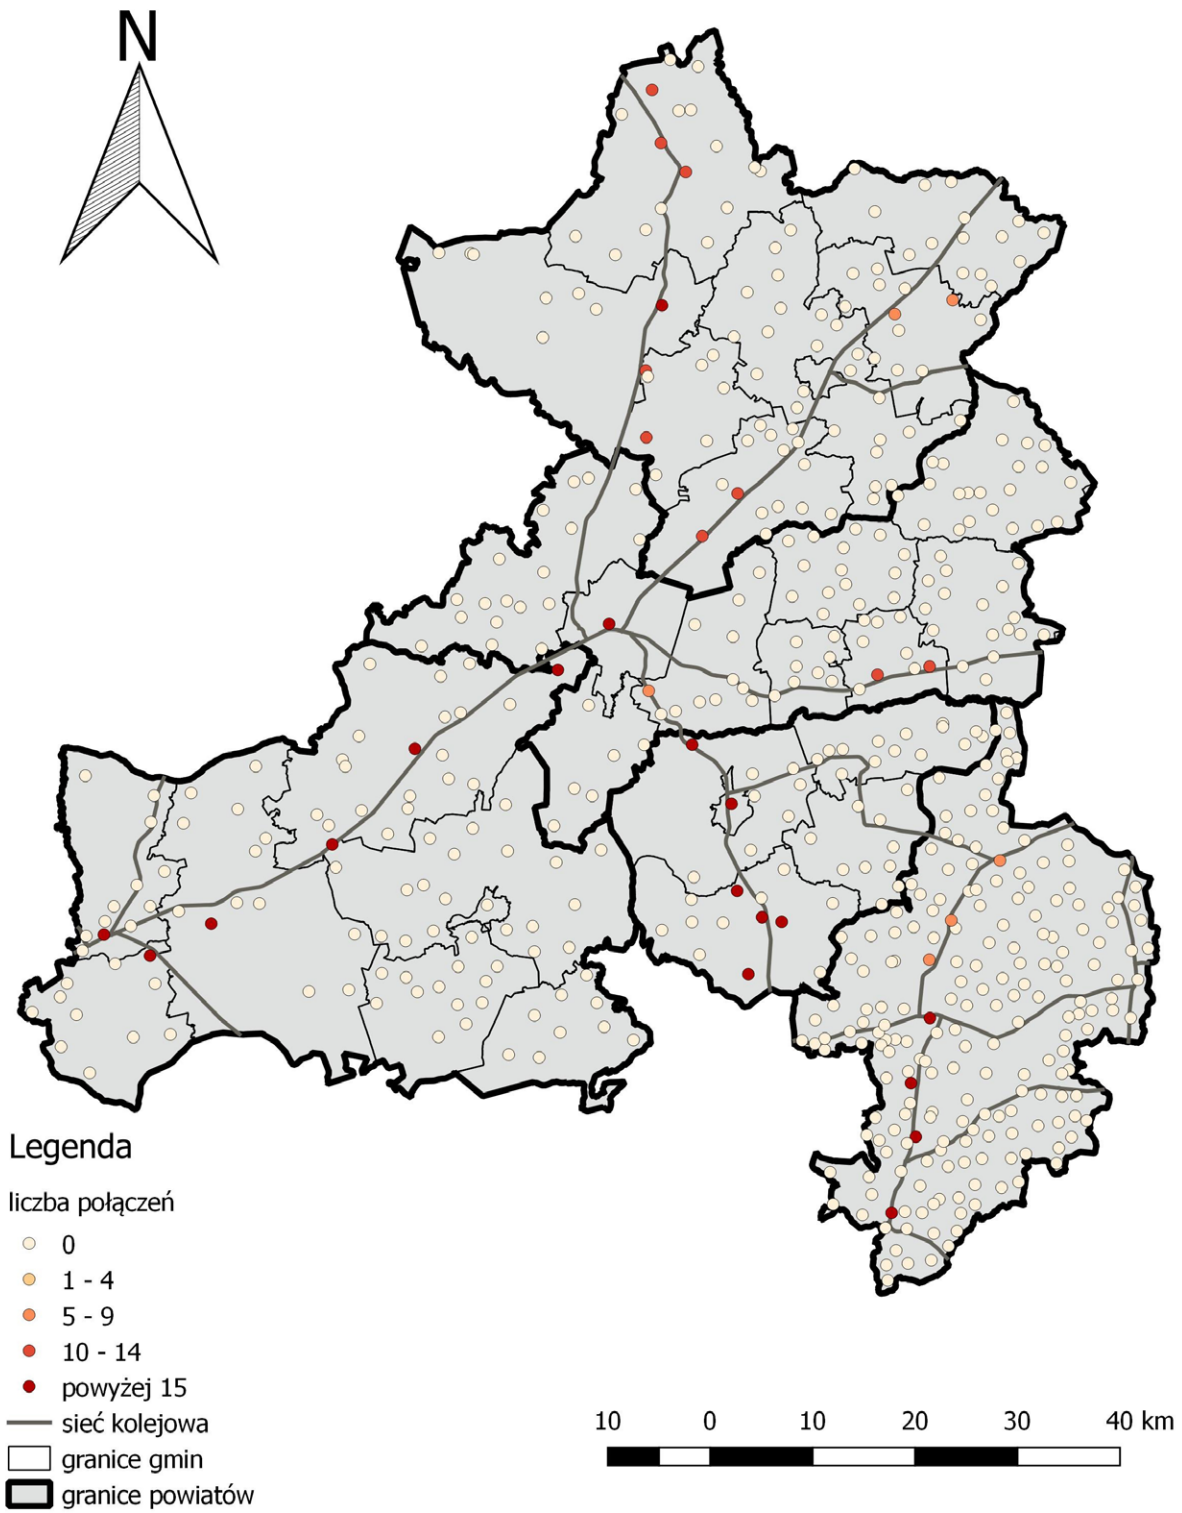 N
Legenda
liczba połączeń
0
1 - 4
5 - 9
10 - 14
powyżej 15
sieć kolejowa
granice gmin
granice powiatów
10 0 10 20 30 40 km